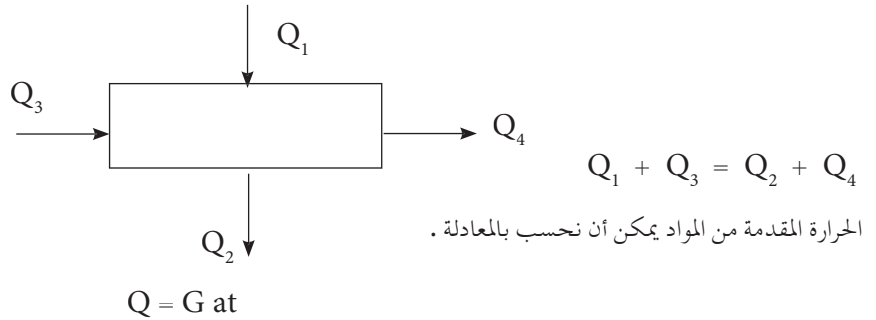 Q₁
Q₃
Q₄
Q₁ + Q₃ = Q₂ + Q₄
الحرارة المقدمة من المواد يمكن أن نحسب بالمعادلة .
Q₂
Q = G at